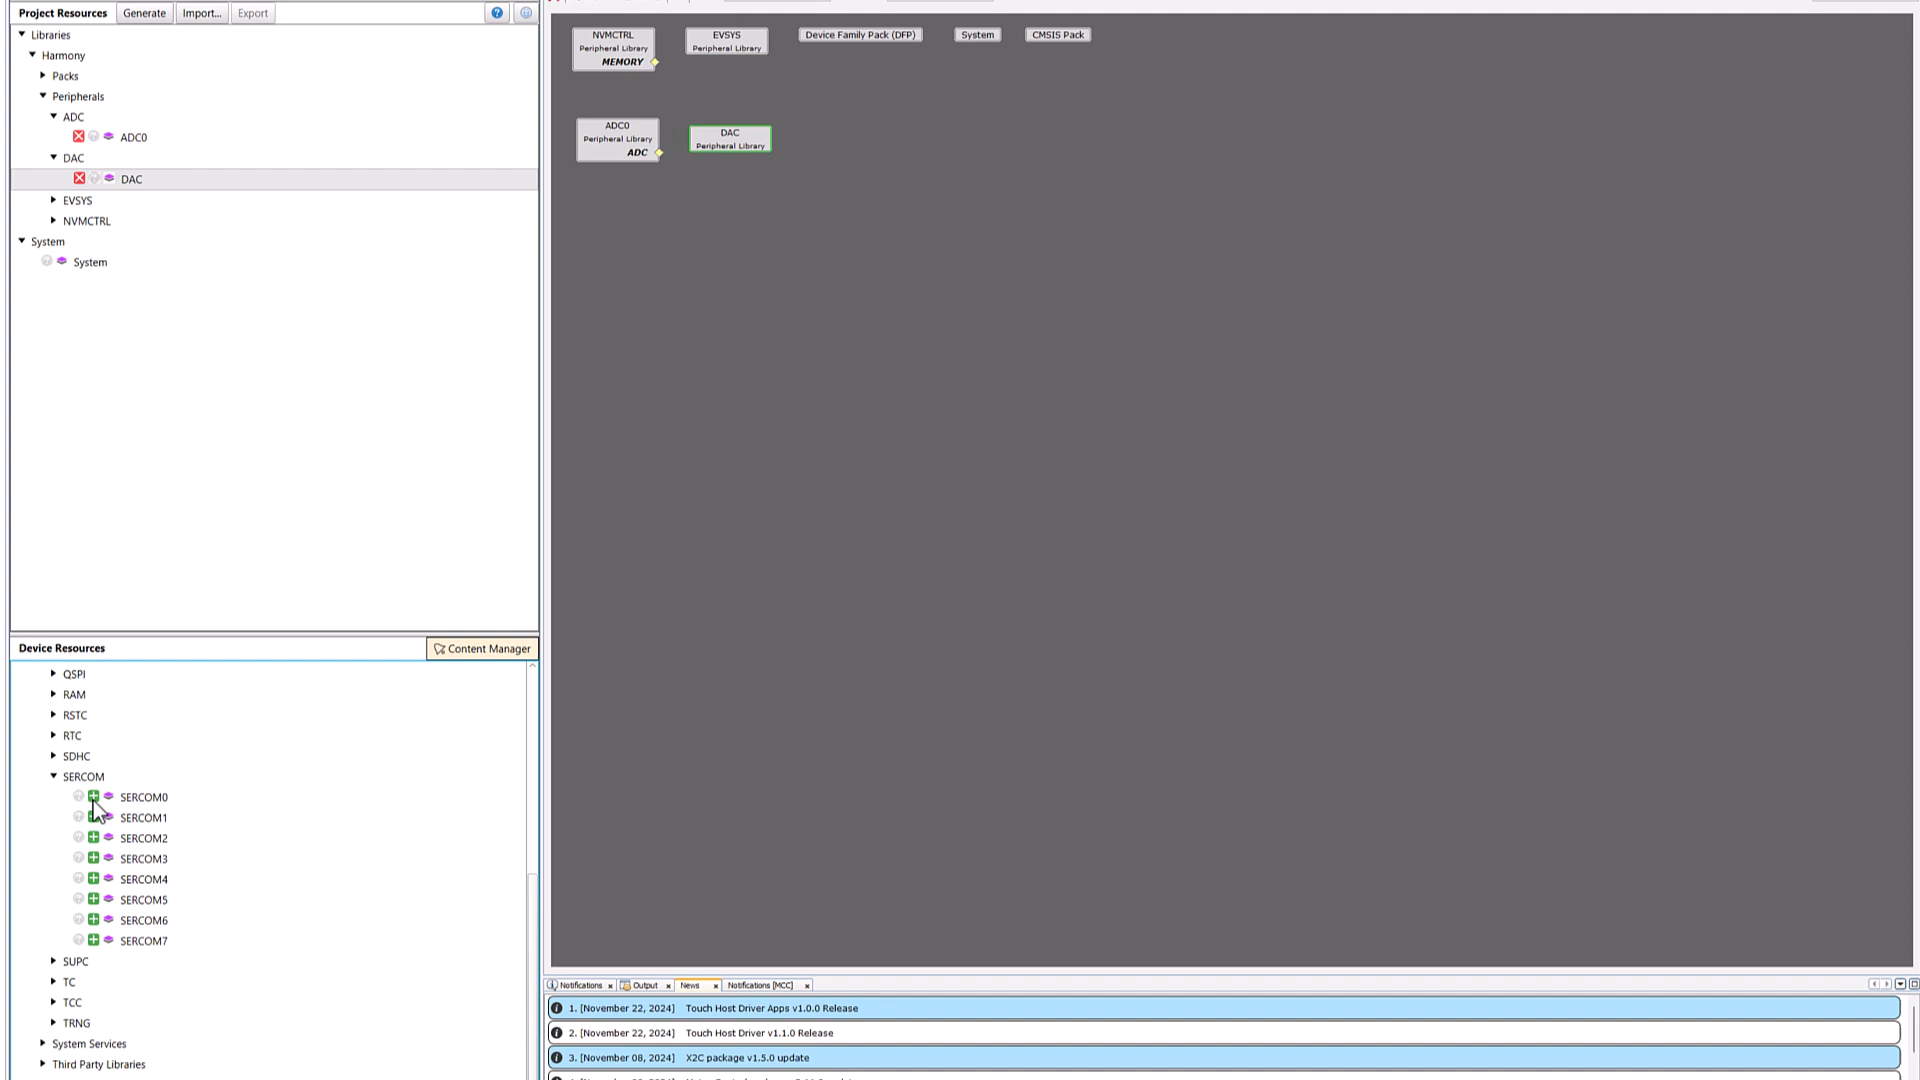 Project Resources
Generate
Import...
Export
Libraries
Harmony
Packs
Peripherals
ADC
ADC0
DAC
DAC
EVSYS
NVMCTRL
System
System
NVMCTRL
Peripheral Library
MEMORY
EVSYS
Peripheral Library
Device Family Pack (DFP)
System
CMSIS Pack
ADC0
Peripheral Library
ADC
DAC
Peripheral Library
Device Resources
Content Manager
QSPI
RAM
RSTC
RTC
SDHC
SERCOM
SERCOM0
SERCOM1
SERCOM2
SERCOM3
SERCOM4
SERCOM5
SERCOM6
SERCOM7
SUPC
TC
TCC
TRNG
System Services
Third Party Libraries
Notifications
Output
News
Notifications [MCC]
1. [November 22, 2024] Touch Host Driver Apps v1.0.0 Release
2. [November 22, 2024] Touch Host Driver v1.1.0 Release
3. [November 08, 2024] X2C package v1.5.0 update